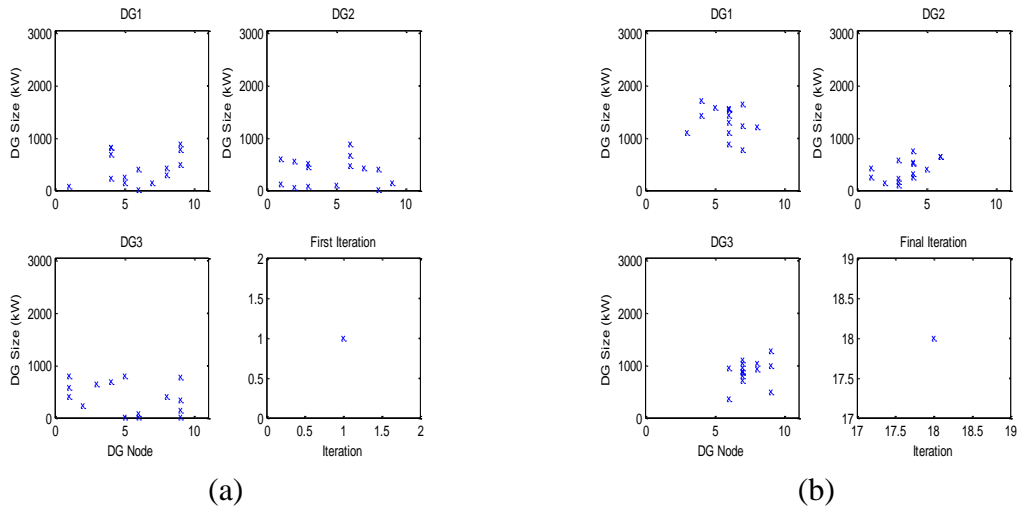 DG1
DG Size (kW)
3000
2000
1000
0
0 5 10
DG2
DG Size (kW)
3000
2000
1000
0
0 5 10
DG3
DG Size (kW)
3000
2000
1000
0
0 5 10
DG Node
First Iteration
2
1.5
1
0.5
0
0 0.5 1 1.5 2
Iteration
(a)
DG1
DG Size (kW)
3000
2000
1000
0
0 5 10
DG2
DG Size (kW)
3000
2000
1000
0
0 5 10
DG3
DG Size (kW)
3000
2000
1000
0
0 5 10
DG Node
Final Iteration
19
18.5
18
17.5
17
17 17.5 18 18.5 19
Iteration
(b)